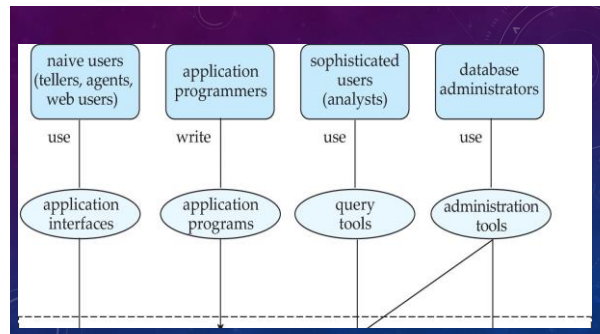 naive users
(tellers, agents,
web users)
application
programmers
sophisticated
users
(analysts)
database
administrators
use
write
use
use
application
interfaces
application
programs
query
tools
administration
tools